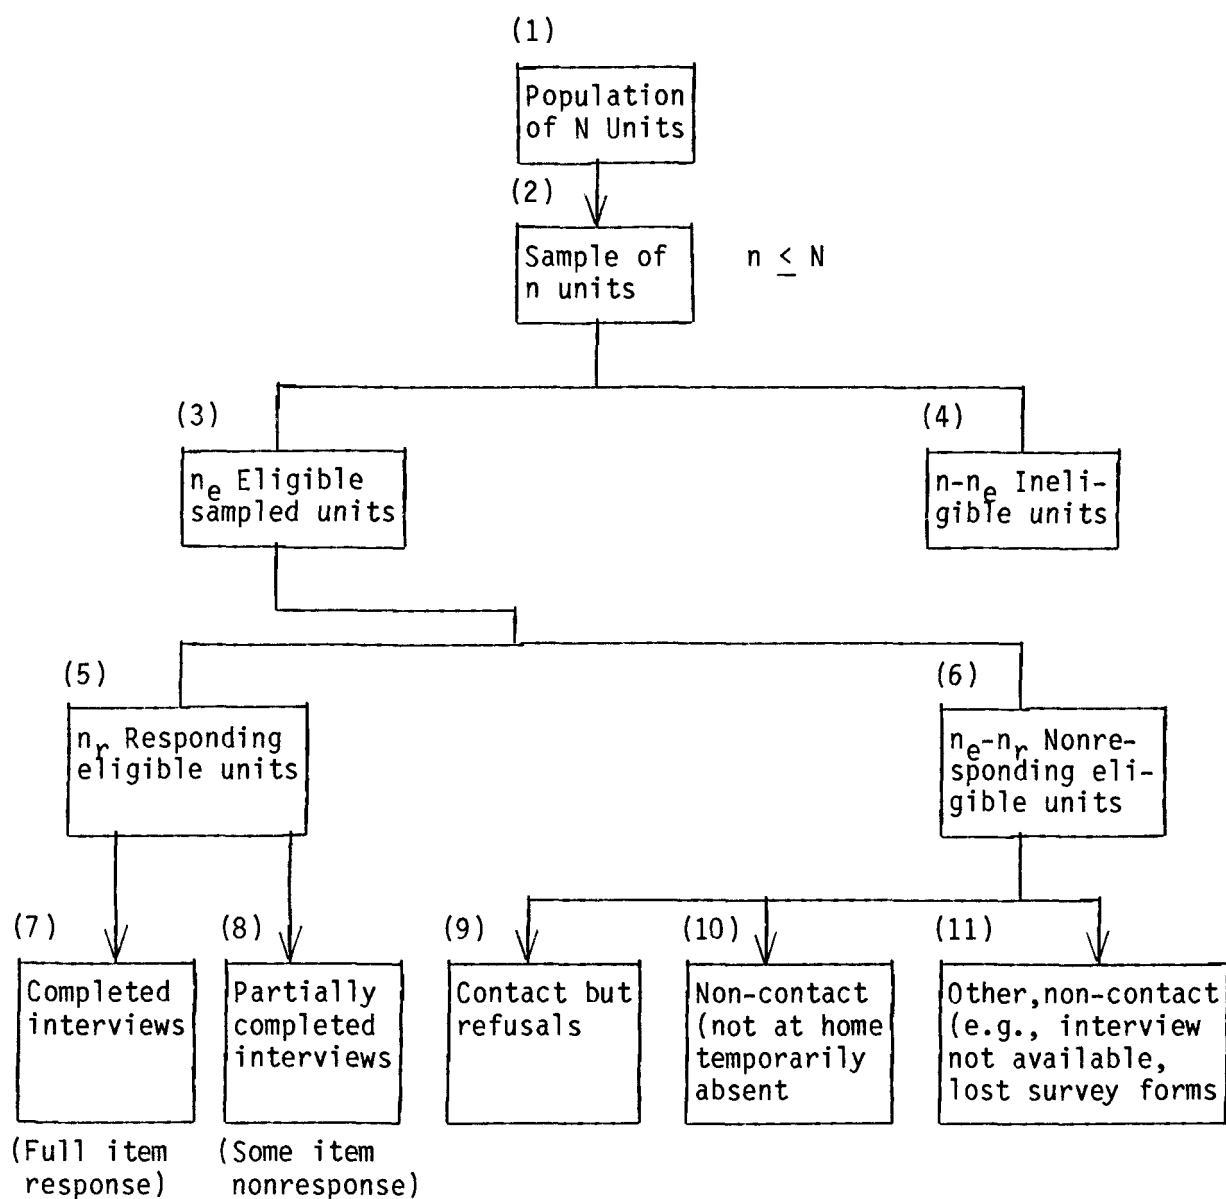 (1)
Population
of N Units
(2)
Sample of
n units
n ≤ N
(3)
n_e Eligible
sampled units
(4)
n-n_e Ineli-
gible units
(5)
n_r Responding
eligible units
(6)
n_e-n_r Nonre-
sponding eli-
gible units
(7)
Completed
interviews
(Full item
response)
(8)
Partially
completed
interviews
(Some item
nonresponse)
(9)
Contact but
refusals
(10)
Non-contact
(not at home
temporarily
absent
(11)
Other,non-contact
(e.g., interview
not available,
lost survey forms